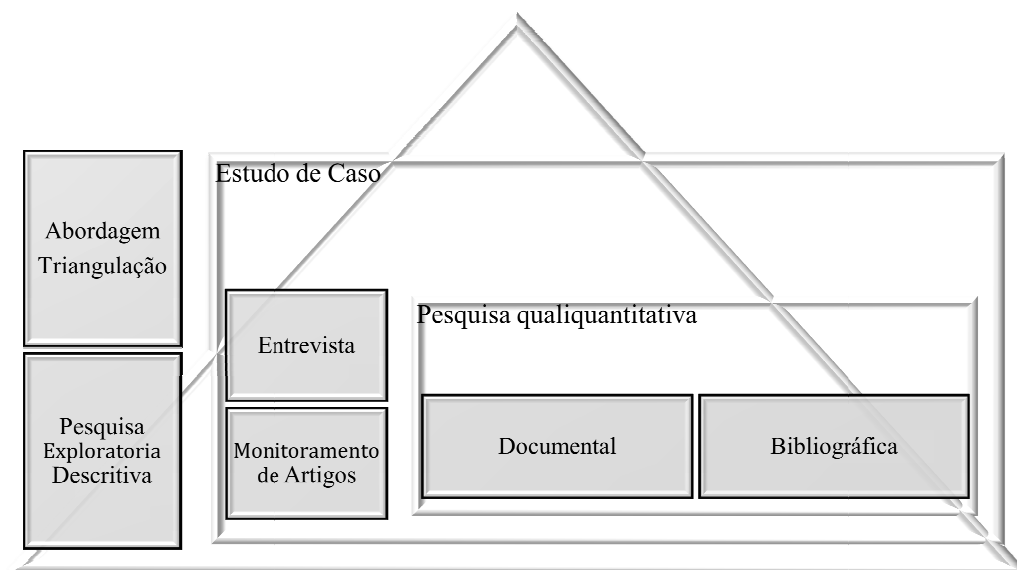 Estudo de Caso
Abordagem
Triangulação
Pesquisa
Exploratoria
Descritiva
Entrevista
Monitoramento
de Artigos
Pesquisa qualiquantitativa
Documental
Bibliográfica